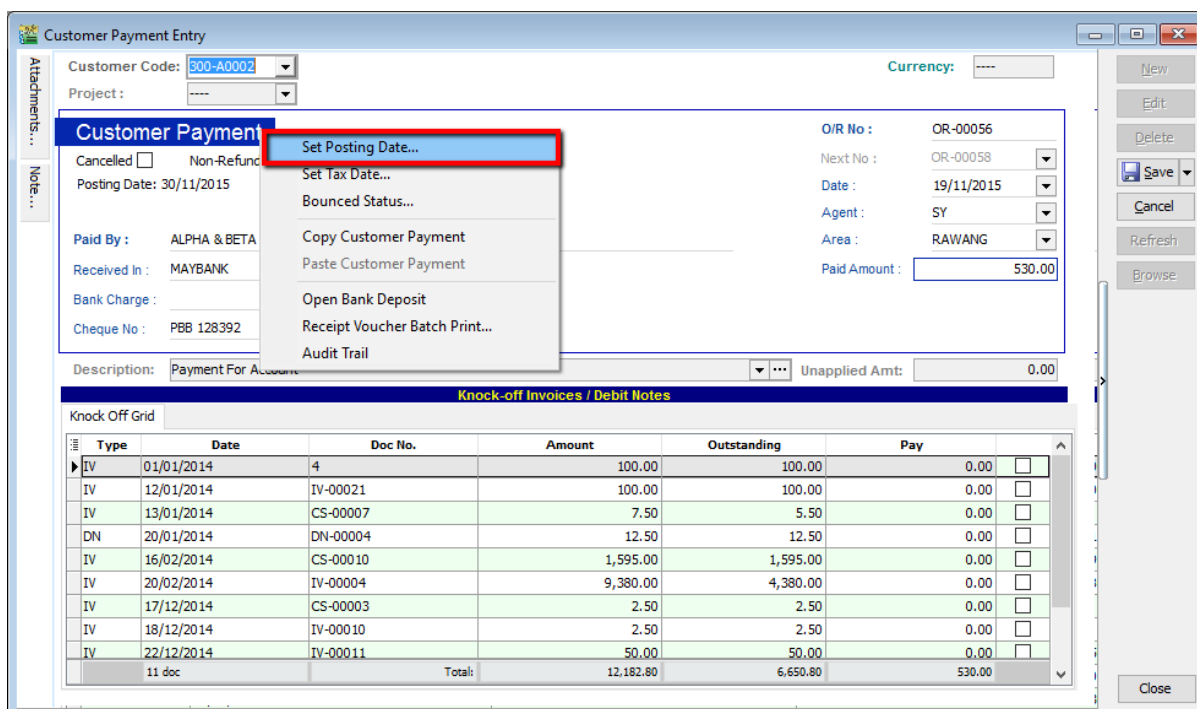 Customer Payment Entry
Attachments...
Note...
Customer Code: 300-A0002
Currency: ----
Project : ----
Customer Payment
Cancelled Non-Refund
Posting Date: 30/11/2015
Set Posting Date...
Set Tax Date...
Bounced Status...
Copy Customer Payment
Paste Customer Payment
Open Bank Deposit
Receipt Voucher Batch Print...
Audit Trail
O/R No : OR-00056
Next No : OR-00058
Date : 19/11/2015
Agent : SY
Area : RAWANG
Paid Amount : 530.00
Paid By : ALPHA & BETA
Received In : MAYBANK
Bank Charge :
Cheque No : PBB 128392
Description: Payment For Account
Unapplied Amt: 0.00
Knock-off Invoices / Debit Notes
Knock Off Grid
Type Date Doc No. Amount Outstanding Pay
IV 01/01/2014 4 100.00 100.00 0.00
IV 12/01/2014 IV-00021 100.00 100.00 0.00
IV 13/01/2014 CS-00007 7.50 5.50 0.00
DN 20/01/2014 DN-00004 12.50 12.50 0.00
IV 16/02/2014 CS-00010 1,595.00 1,595.00 0.00
IV 20/02/2014 IV-00004 9,380.00 4,380.00 0.00
IV 17/12/2014 CS-00003 2.50 2.50 0.00
IV 18/12/2014 IV-00010 2.50 2.50 0.00
IV 22/12/2014 IV-00011 50.00 50.00 0.00
11 doc Total: 12,182.80 6,650.80 530.00
New
Edit
Delete
Save
Cancel
Refresh
Browse
Close